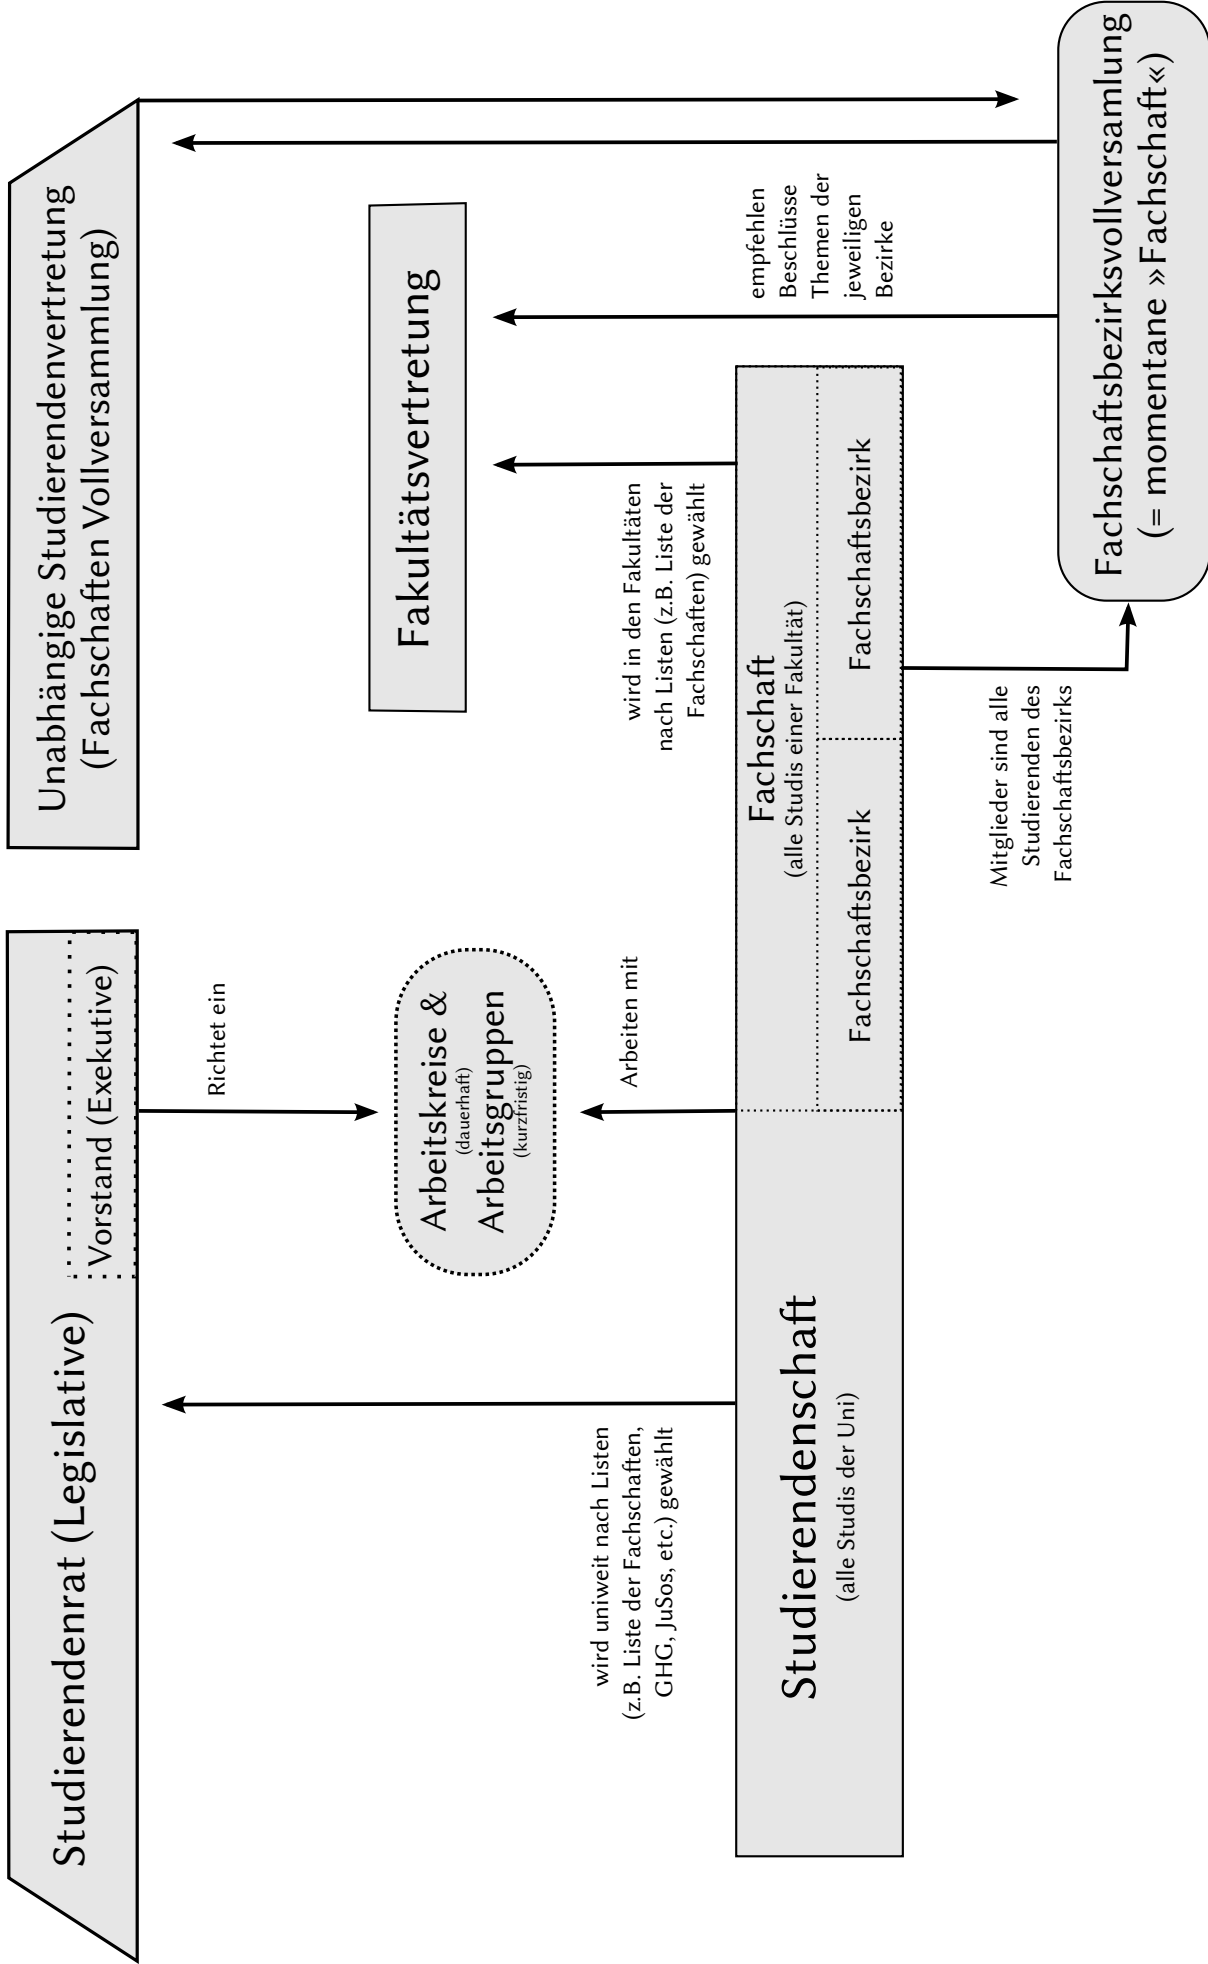 Studierendenrat (Legislative)
Vorstand (Exekutive)
Unabhängige Studierendenvertretung
(Fachschaften Vollversammlung)
Richtet ein
Arbeitskreise &
(dauerhaft)
Arbeitsgruppen
(kurzfristig)
Fakultätsvertretung
wird uniweit nach Listen
(z.B. Liste der Fachschaften,
GHG, JuSos, etc.) gewählt
Arbeiten mit
wird in den Fakultäten
nach Listen (z.B. Liste der
Fachschaften) gewählt
empfehlen
Beschlüsse
Themen der
jeweiligen
Bezirke
Studierendenschaft
(alle Studis der Uni)
Fachschaft
(alle Studis einer Fakultät)
Fachschaftsbezirk
Fachschaftsbezirk
Mitglieder sind alle
Studierenden des
Fachschaftsbezirks
Fachschaftsbezirksvollversamlung
(= momentane »Fachschaft«)